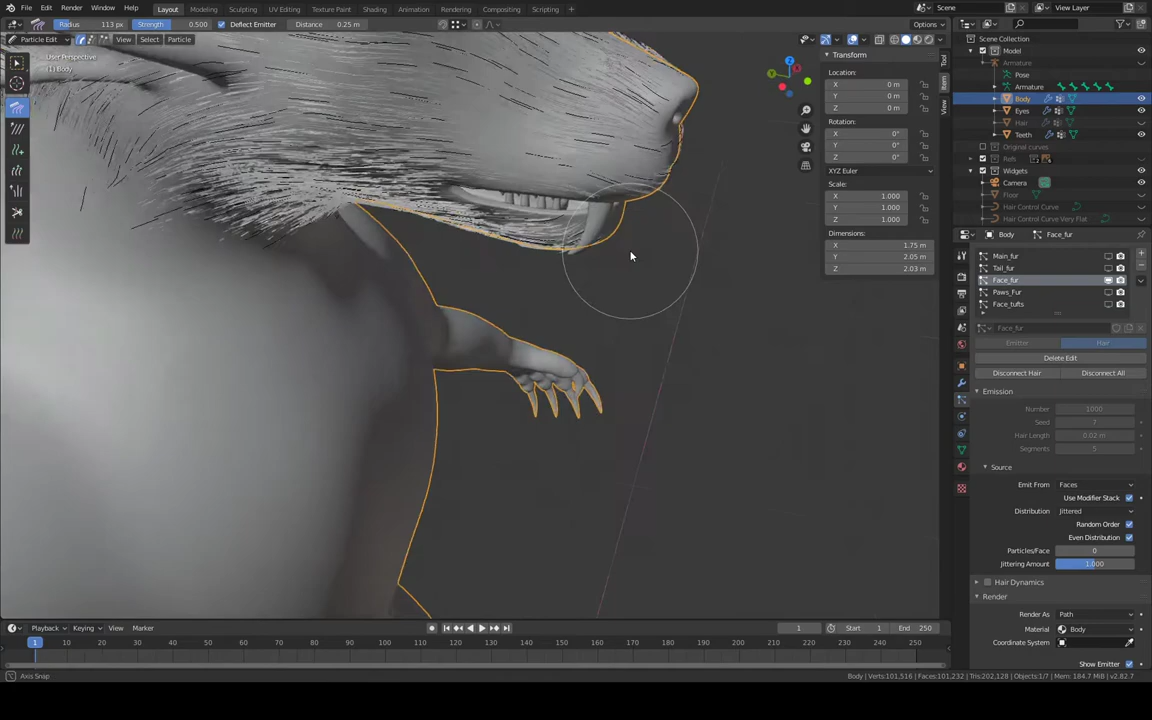 File Edit Render Window Help Layout Modeling Sculpting UV Editing Texture Paint Shading Animation Rendering Compositing Scripting + Scene View Layer
Radius 113 px Strength 0.500 Deflect Emitter Distance 0.25 m Options
Particle Edit View Select Particle
User Perspective
(1) Body
Transform
Location:
X 0 m
Y 0 m
Z 0 m
Rotation:
X 0°
Y 0°
Z 0°
XYZ Euler
Scale:
X 1.000
Y 1.000
Z 1.000
Dimensions:
X 1.75 m
Y 2.05 m
Z 2.03 m
Tool
Item
View
Scene Collection
Model
Armature
Pose
Armature
Body
Eyes
Hair
Teeth
Original curves
Refs
Widgets
Camera
Floor
Hair Control Curve
Hair Control Curve Very Flat
Body Face_fur
Main_fur
Tail_fur
Face_fur
Paws_Fur
Face_tufts
Face_fur
Emitter Hair
Delete Edit
Disconnect Hair Disconnect All
Emission
Number 1000
Seed 7
Hair Length 0.02 m
Segments 5
Source
Emit From Faces
Use Modifier Stack
Distribution Jittered
Random Order
Even Distribution
Particles/Face 0
Jittering Amount 1.000
Hair Dynamics
Render
Render As Path
Material Body
Coordinate System
Show Emitter
Playback Keying View Marker 1 Start 1 End 250
1 10 20 30 40 50 60 70 80 90 100 110 120 130 140 150 160 170 180 190 200 210 220 230 240 250
Axis Snap
Body | Verts:101,516 | Faces:101,232 | Tris:202,128 | Objects:1/7 | Mem: 184.7 MiB | v2.82.7